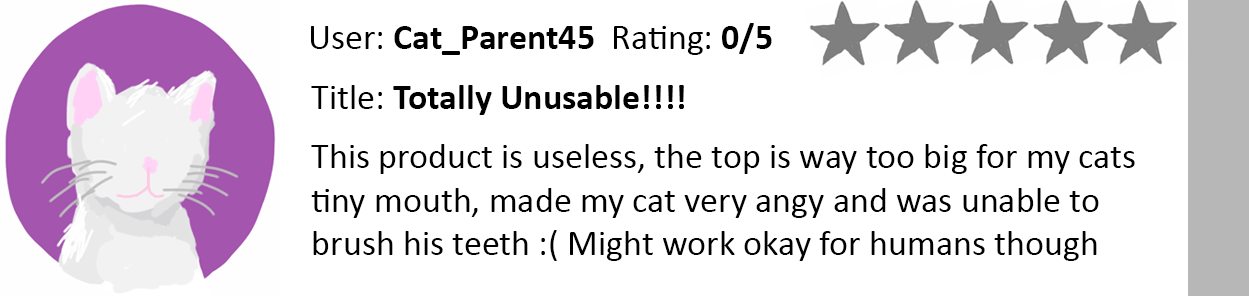 User: Cat_Parent45 Rating: 0/5
Title: Totally Unusable!!!!
This product is useless, the top is way too big for my cats
tiny mouth, made my cat very angy and was unable to
brush his teeth :( Might work okay for humans though